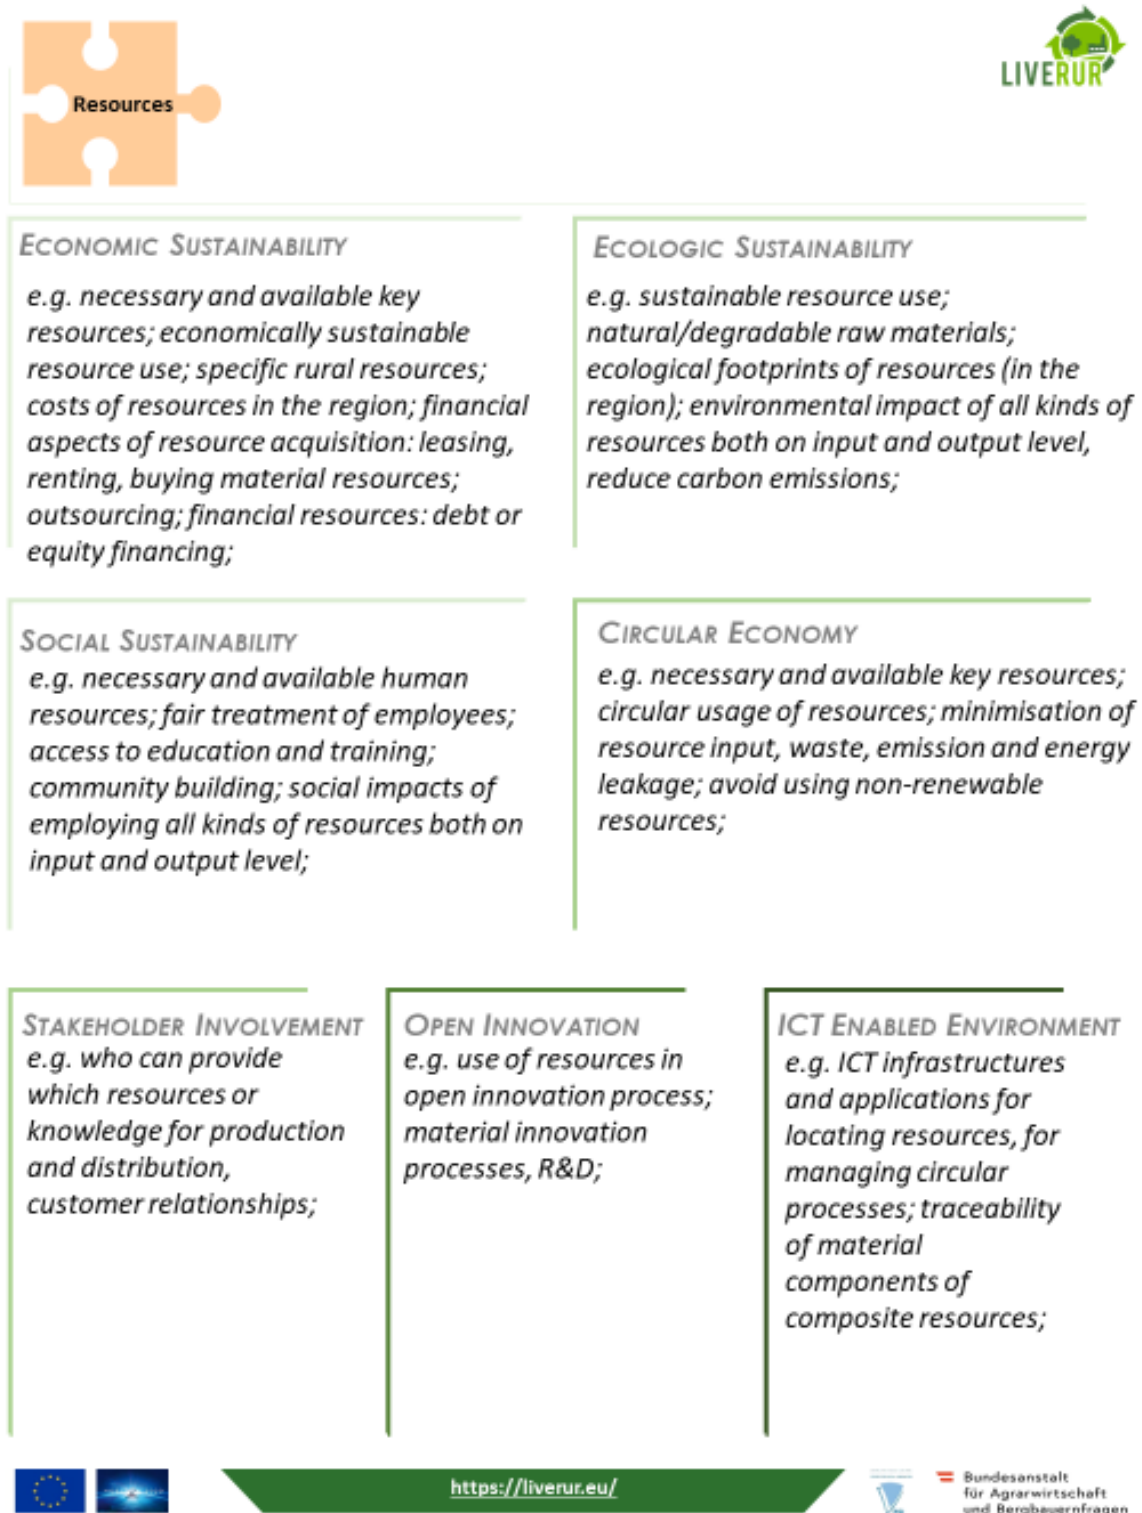 Resources
LIVERUR
ECONOMIC SUSTAINABILITY
e.g. necessary and available key
resources; economically sustainable
resource use; specific rural resources;
costs of resources in the region; financial
aspects of resource acquisition: leasing,
renting, buying material resources;
outsourcing; financial resources: debt or
equity financing;
ECOLOGIC SUSTAINABILITY
e.g. sustainable resource use;
natural/degradable raw materials;
ecological footprints of resources (in the
region); environmental impact of all kinds of
resources both on input and output level,
reduce carbon emissions;
SOCIAL SUSTAINABILITY
e.g. necessary and available human
resources; fair treatment of employees;
access to education and training;
community building; social impacts of
employing all kinds of resources both on
input and output level;
CIRCULAR ECONOMY
e.g. necessary and available key resources;
circular usage of resources; minimisation of
resource input, waste, emission and energy
leakage; avoid using non-renewable
resources;
STAKEHOLDER INVOLVEMENT
e.g. who can provide
which resources or
knowledge for production
and distribution,
customer relationships;
OPEN INNOVATION
e.g. use of resources in
open innovation process;
material innovation
processes, R&D;
ICT ENABLED ENVIRONMENT
e.g. ICT infrastructures
and applications for
locating resources, for
managing circular
processes; traceability
of material
components of
composite resources;
https://liverur.eu/
Bundesanstalt
für Agrarwirtschaft
und Bergbauernfragen